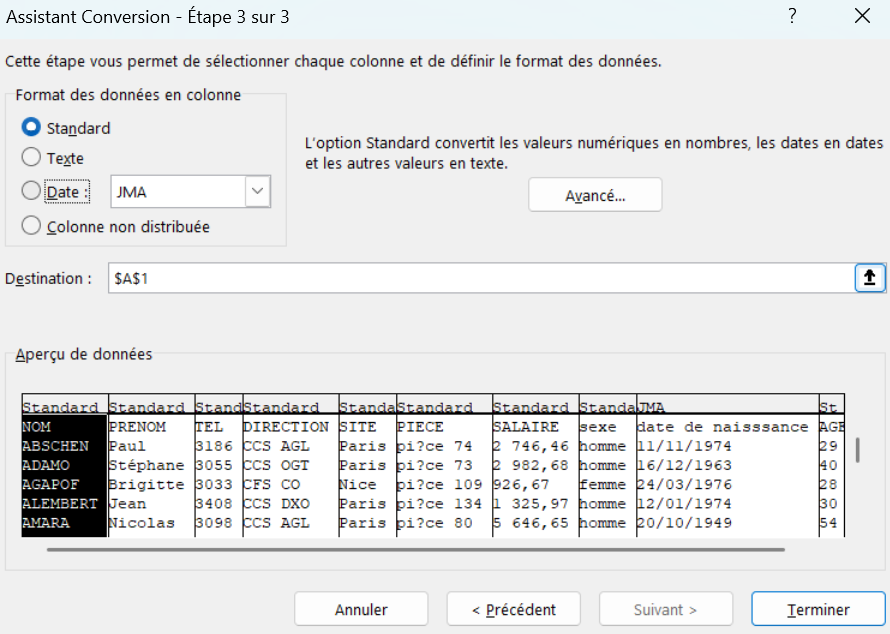 Assistant Conversion - Étape 3 sur 3 ?
Cette étape vous permet de sélectionner chaque colonne et de définir le format des données.
Format des données en colonne
Standard
Texte
Date : JMA
Colonne non distribuée
L'option Standard convertit les valeurs numériques en nombres, les dates en dates
et les autres valeurs en texte.
Avancé...
Destination : $A$1
Aperçu de données
Standard Standard Stand Standard Standa Standard Standard Standa JMA St
NOM PRENOM TEL DIRECTION SITE PIECE SALAIRE sexe date de naisssance AGE
ABSCHEN Paul 3186 CCS AGL Paris pi?ce 74 2 746,46 homme 11/11/1974 29
ADAMO Stéphane 3055 CCS OGT Paris pi?ce 73 2 982,68 homme 16/12/1963 40
AGAPOF Brigitte 3033 CFS CO Nice pi?ce 109 926,67 femme 24/03/1976 28
ALEMBERT Jean 3408 CCS DXO Paris pi?ce 134 1 325,97 homme 12/01/1974 30
AMARA Nicolas 3098 CCS AGL Paris pi?ce 80 5 646,65 homme 20/10/1949 54
Annuler < Précédent Suivant > Terminer